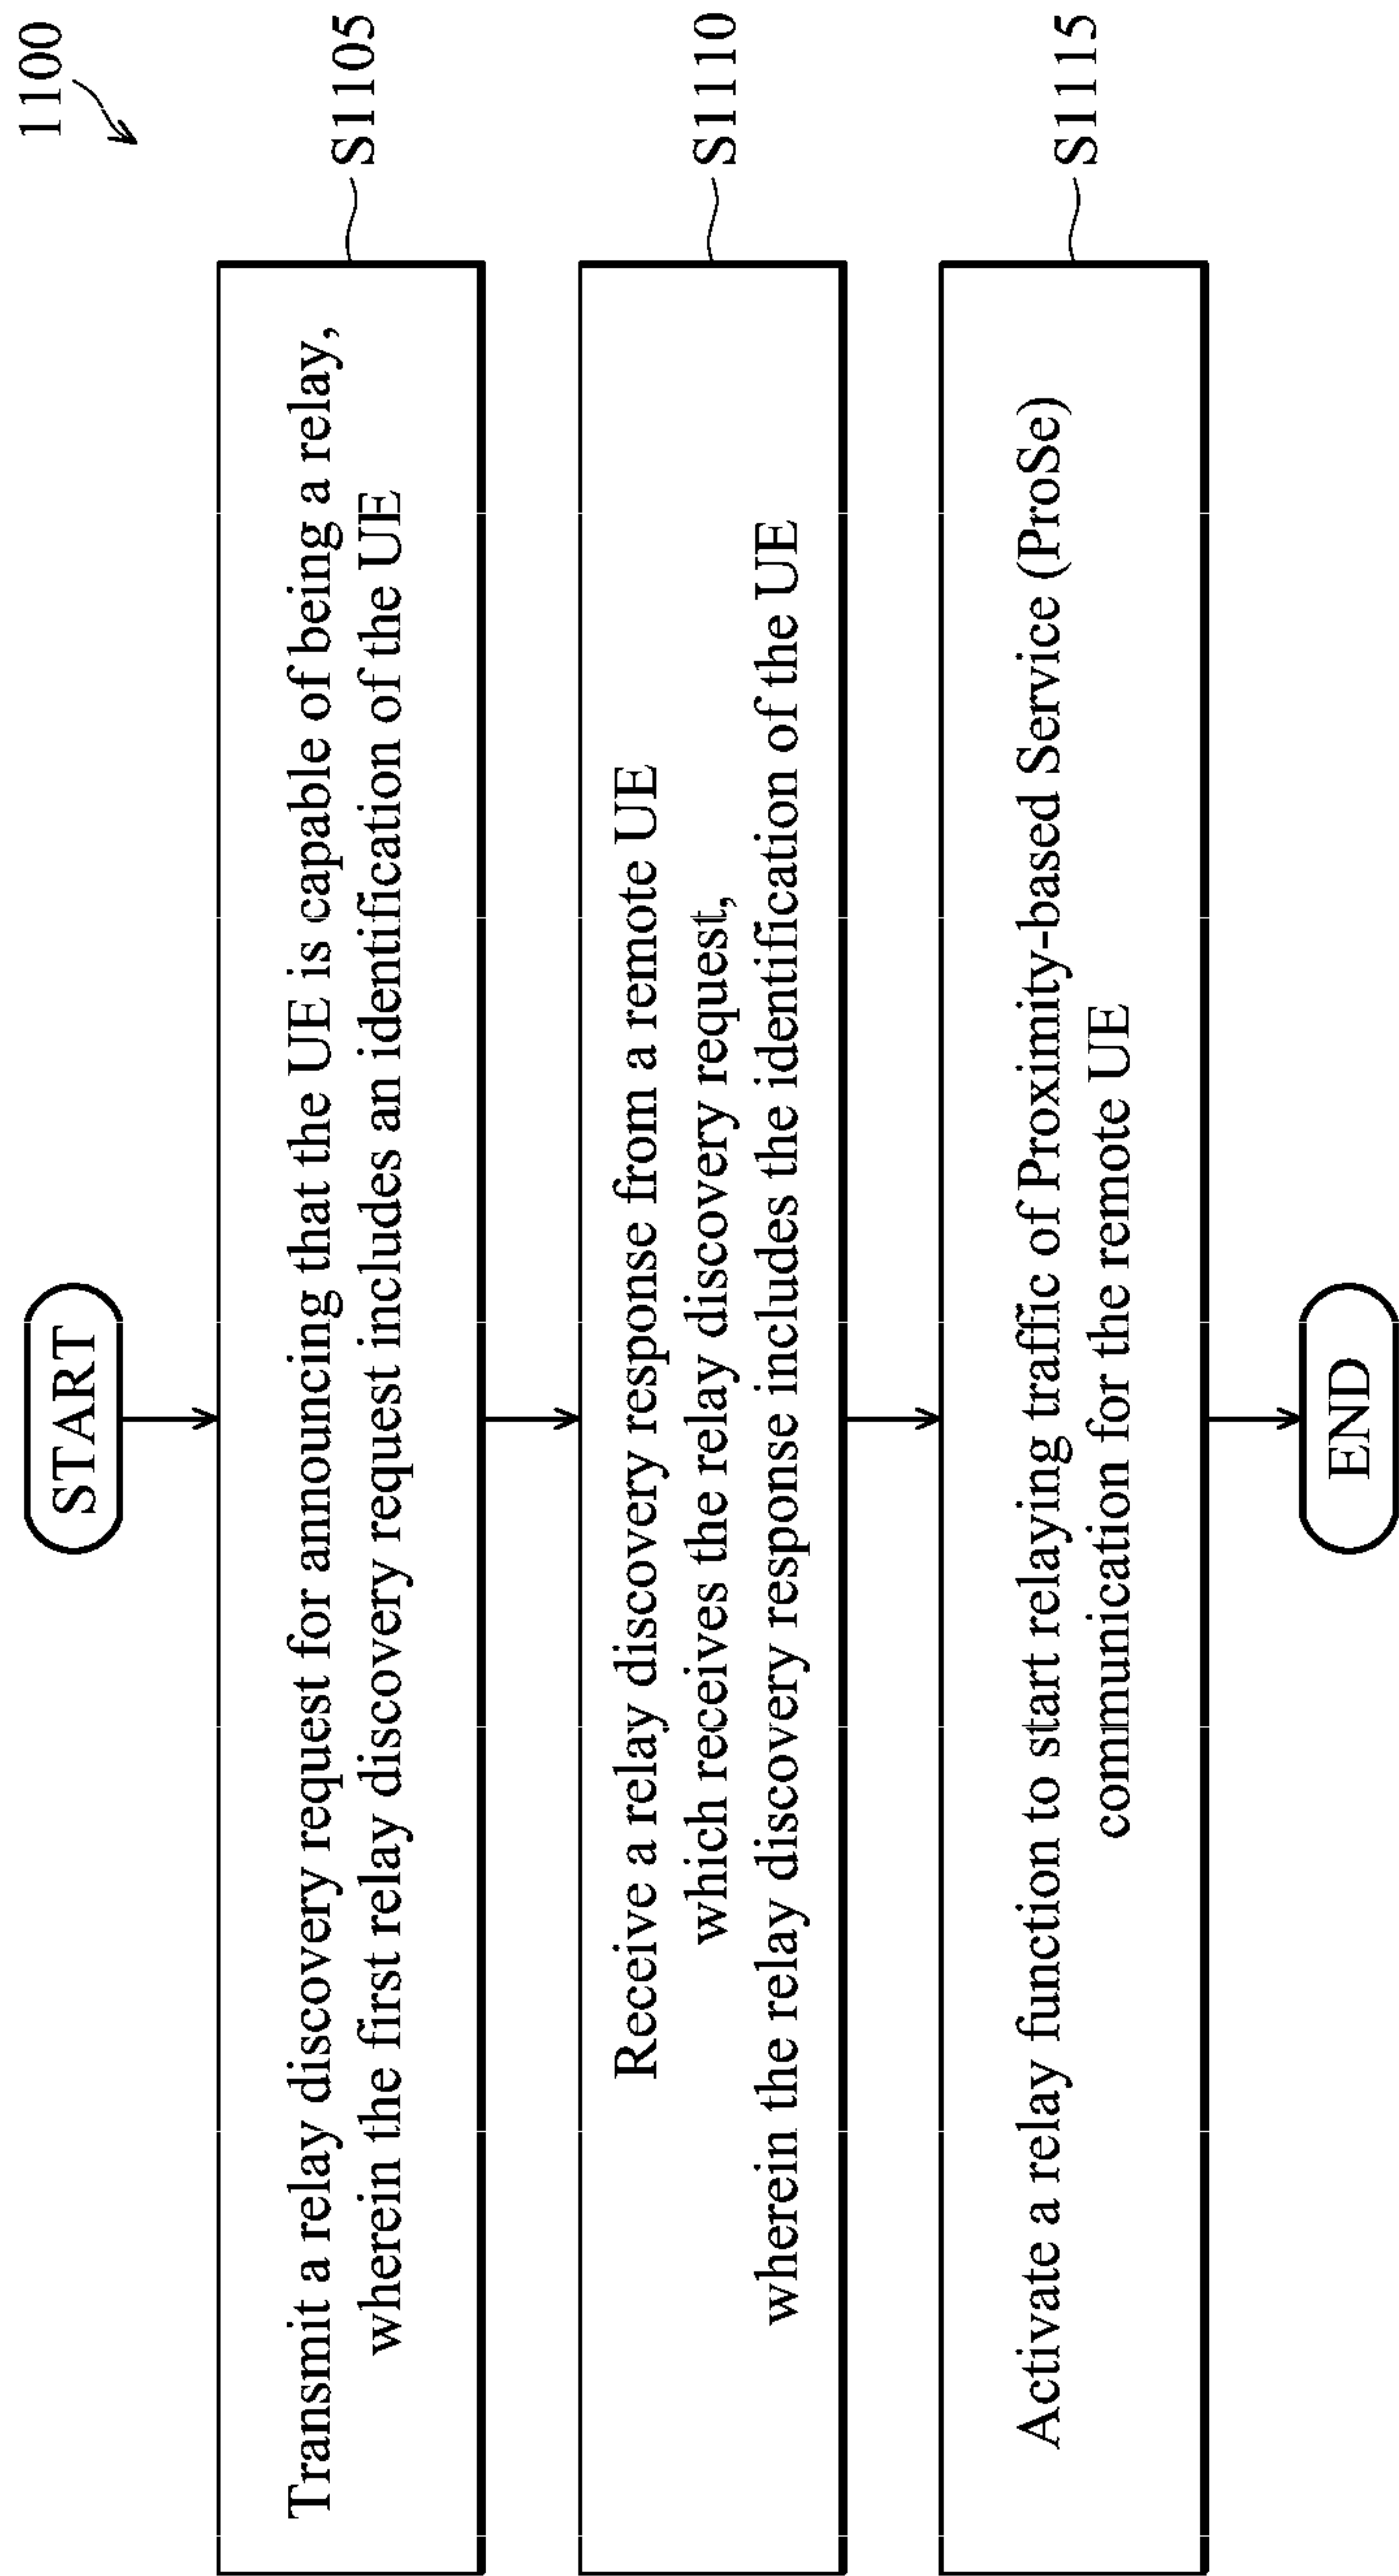 1100
START
Transmit a relay discovery request for announcing that the UE is capable of being a relay,
wherein the first relay discovery request includes an identification of the UE
S1105
Receive a relay discovery response from a remote UE
which receives the relay discovery request,
wherein the relay discovery response includes the identification of the UE
S1110
Activate a relay function to start relaying traffic of Proximity-based Service (ProSe)
communication for the remote UE
S1115
END